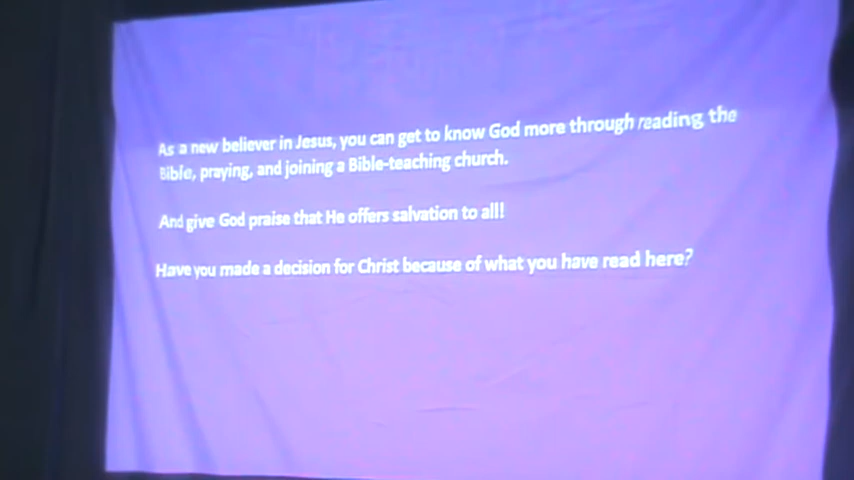 As a new believer in Jesus, you can get to know God more through reading the
Bible, praying, and joining a Bible-teaching church.
And give God praise that He offers salvation to all!
Have you made a decision for Christ because of what you have read here?